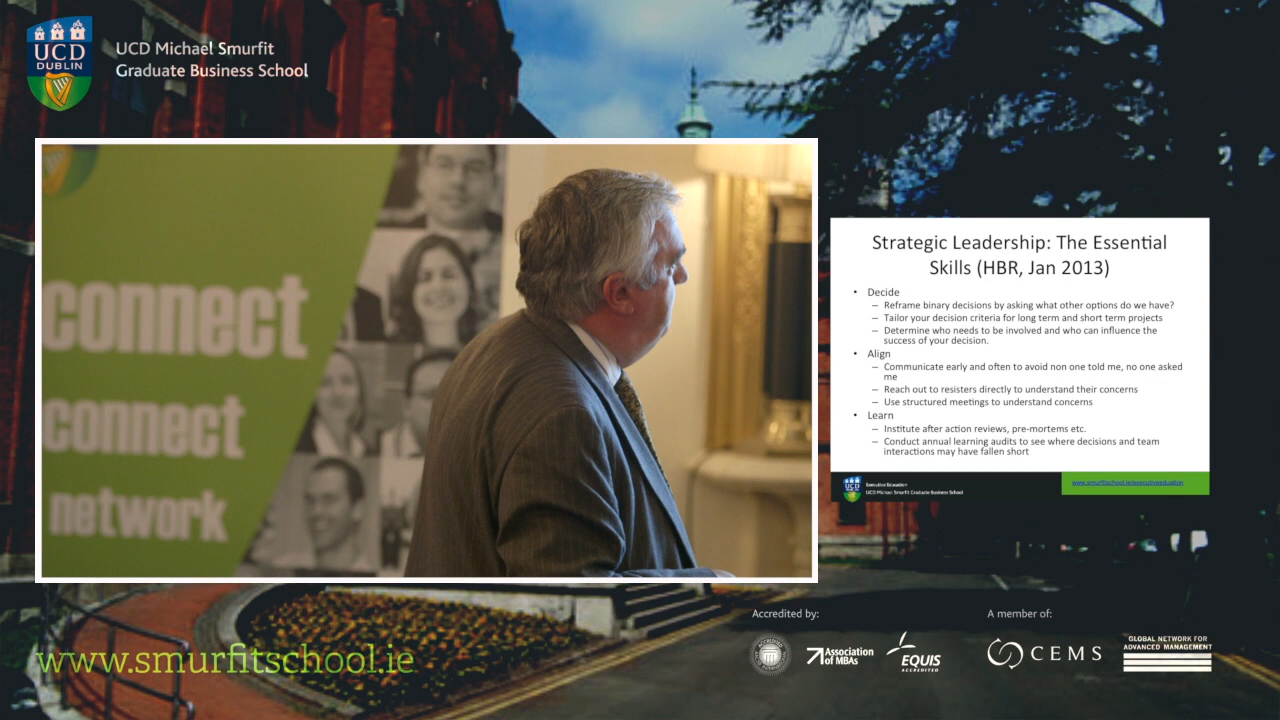 UCD
DUBLIN
UCD Michael Smurfit
Graduate Business School
connect
connect
network
Strategic Leadership: The Essential
Skills (HBR, Jan 2013)
• Decide
– Reframe binary decisions by asking what other options do we have?
– Tailor your decision criteria for long term and short term projects
– Determine who needs to be involved and who can influence the
success of your decision.
• Align
– Communicate early and often to avoid non one told me, no one asked
me
– Reach out to resisters directly to understand their concerns
– Use structured meetings to understand concerns
• Learn
– Institute after action reviews, pre-mortems etc.
– Conduct annual learning audits to see where decisions and team
interactions may have fallen short
UCD
DUBLIN
Executive Education
UCD Michael Smurfit Graduate Business School
www.smurfitschool.ie
Accredited by:
A member of:
Association
of MBAs
EQUIS
ACCREDITED
CEMS
GLOBAL NETWORK FOR
ADVANCED MANAGEMENT